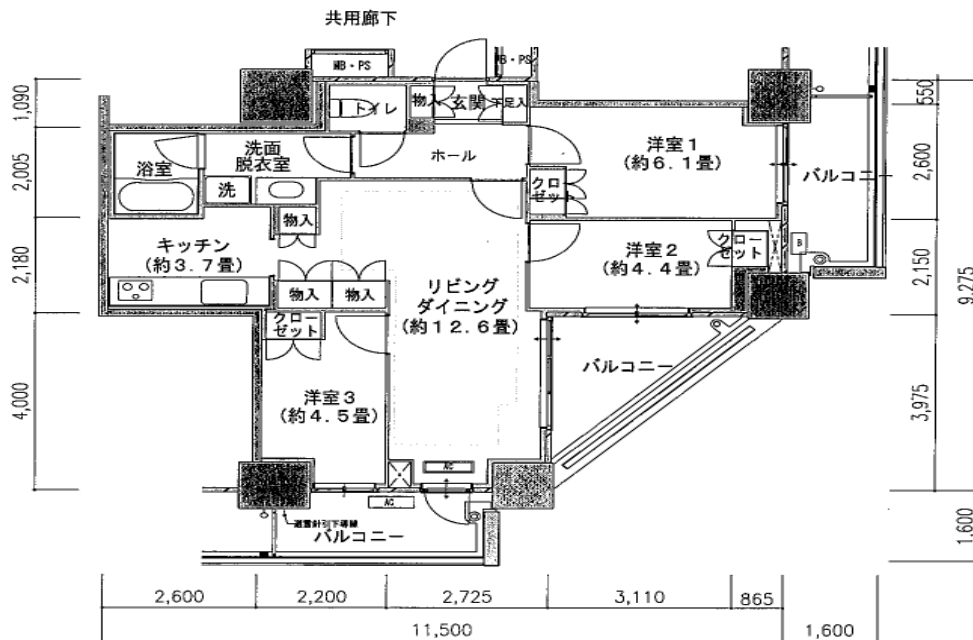 共用廊下
MB・PS
MB・PS
物入
玄関
下足入
トイレ
洋室1
(約6.1畳)
バルコニー
ホール
洗面
脱衣室
浴室
洗
クロ
ゼット
物入
キッチン
(約3.7畳)
洋室2
(約4.4畳)
クロー
ゼット
B
リビング
ダイニング
(約12.6畳)
物入
物入
クロー
ゼット
バルコニー
洋室3
(約4.5畳)
AC
AC
避雷針引下導線
バルコニー
1,090
2,005
2,180
4,000
550
2,600
2,150
3,975
9,275
1,600
2,600
2,200
2,725
3,110
865
11,500
1,600